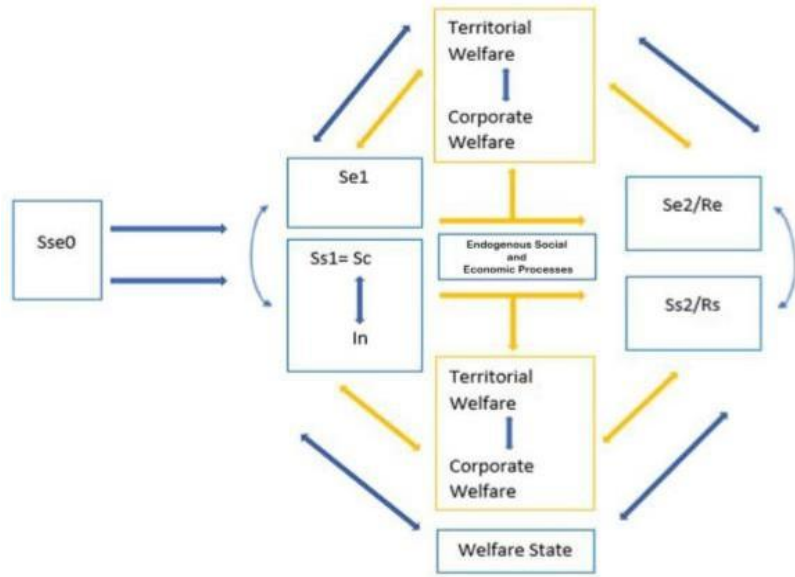 Territorial
Welfare
Corporate
Welfare
Se1
Sse0
Ss1= Sc
In
Endogenous Social
and
Economic Processes
Se2/Re
Ss2/Rs
Territorial
Welfare
Corporate
Welfare
Welfare State